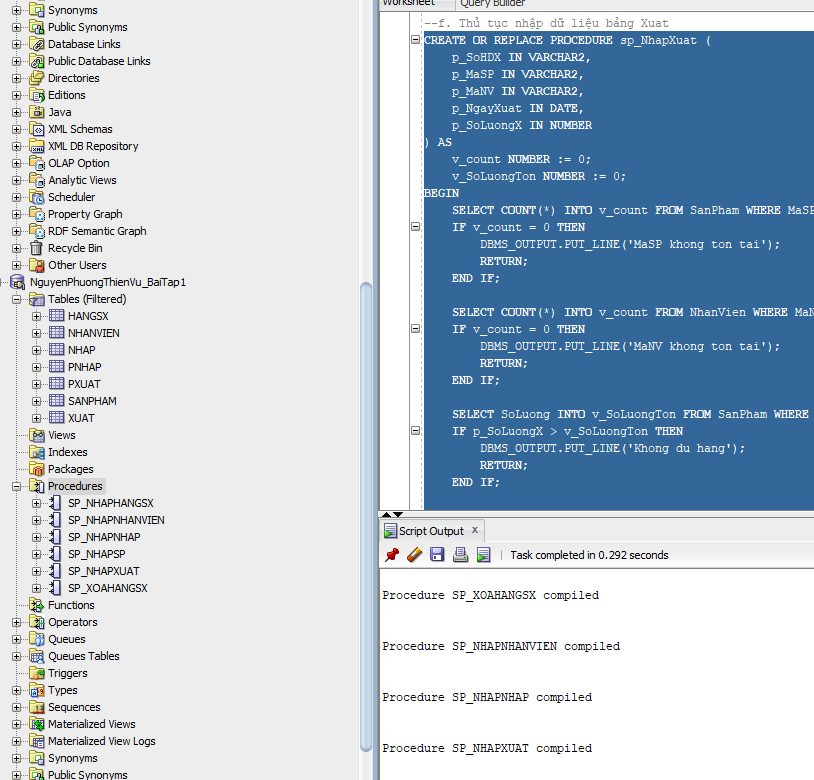 Synonyms
Public Synonyms
Database Links
Public Database Links
Directories
Editions
Java
XML Schemas
XML DB Repository
OLAP Option
Analytic Views
Scheduler
Property Graph
RDF Semantic Graph
Recycle Bin
Other Users
NguyenPhuongThienVu_BaiTap1
Tables (Filtered)
HANGSX
NHANVIEN
NHAP
PNHAP
PXUAT
SANPHAM
XUAT
Views
Indexes
Packages
Procedures
SP_NHAPHANGSX
SP_NHAPNHANVIEN
SP_NHAPNHAP
SP_NHAPSP
SP_NHAPXUAT
SP_XOAHANGSX
Functions
Operators
Queues
Queues Tables
Triggers
Types
Sequences
Materialized Views
Materialized View Logs
Synonyms
Public Synonyms
Worksheet Query Builder
--f. Thủ tục nhập dữ liệu bảng Xuat
CREATE OR REPLACE PROCEDURE sp_NhapXuat (
p_SoHDX IN VARCHAR2,
p_MaSP IN VARCHAR2,
p_MaNV IN VARCHAR2,
p_NgayXuat IN DATE,
p_SoLuongX IN NUMBER
) AS
v_count NUMBER := 0;
v_SoLuongTon NUMBER := 0;
BEGIN
SELECT COUNT(*) INTO v_count FROM SanPham WHERE MaSP
IF v_count = 0 THEN
DBMS_OUTPUT.PUT_LINE('MaSP khong ton tai');
RETURN;
END IF;
SELECT COUNT(*) INTO v_count FROM NhanVien WHERE MaN
IF v_count = 0 THEN
DBMS_OUTPUT.PUT_LINE('MaNV khong ton tai');
RETURN;
END IF;
SELECT SoLuong INTO v_SoLuongTon FROM SanPham WHERE
IF p_SoLuongX > v_SoLuongTon THEN
DBMS_OUTPUT.PUT_LINE('Khong du hang');
RETURN;
END IF;
Script Output x
Task completed in 0.292 seconds
Procedure SP_XOAHANGSX compiled
Procedure SP_NHAPNHANVIEN compiled
Procedure SP_NHAPNHAP compiled
Procedure SP_NHAPXUAT compiled